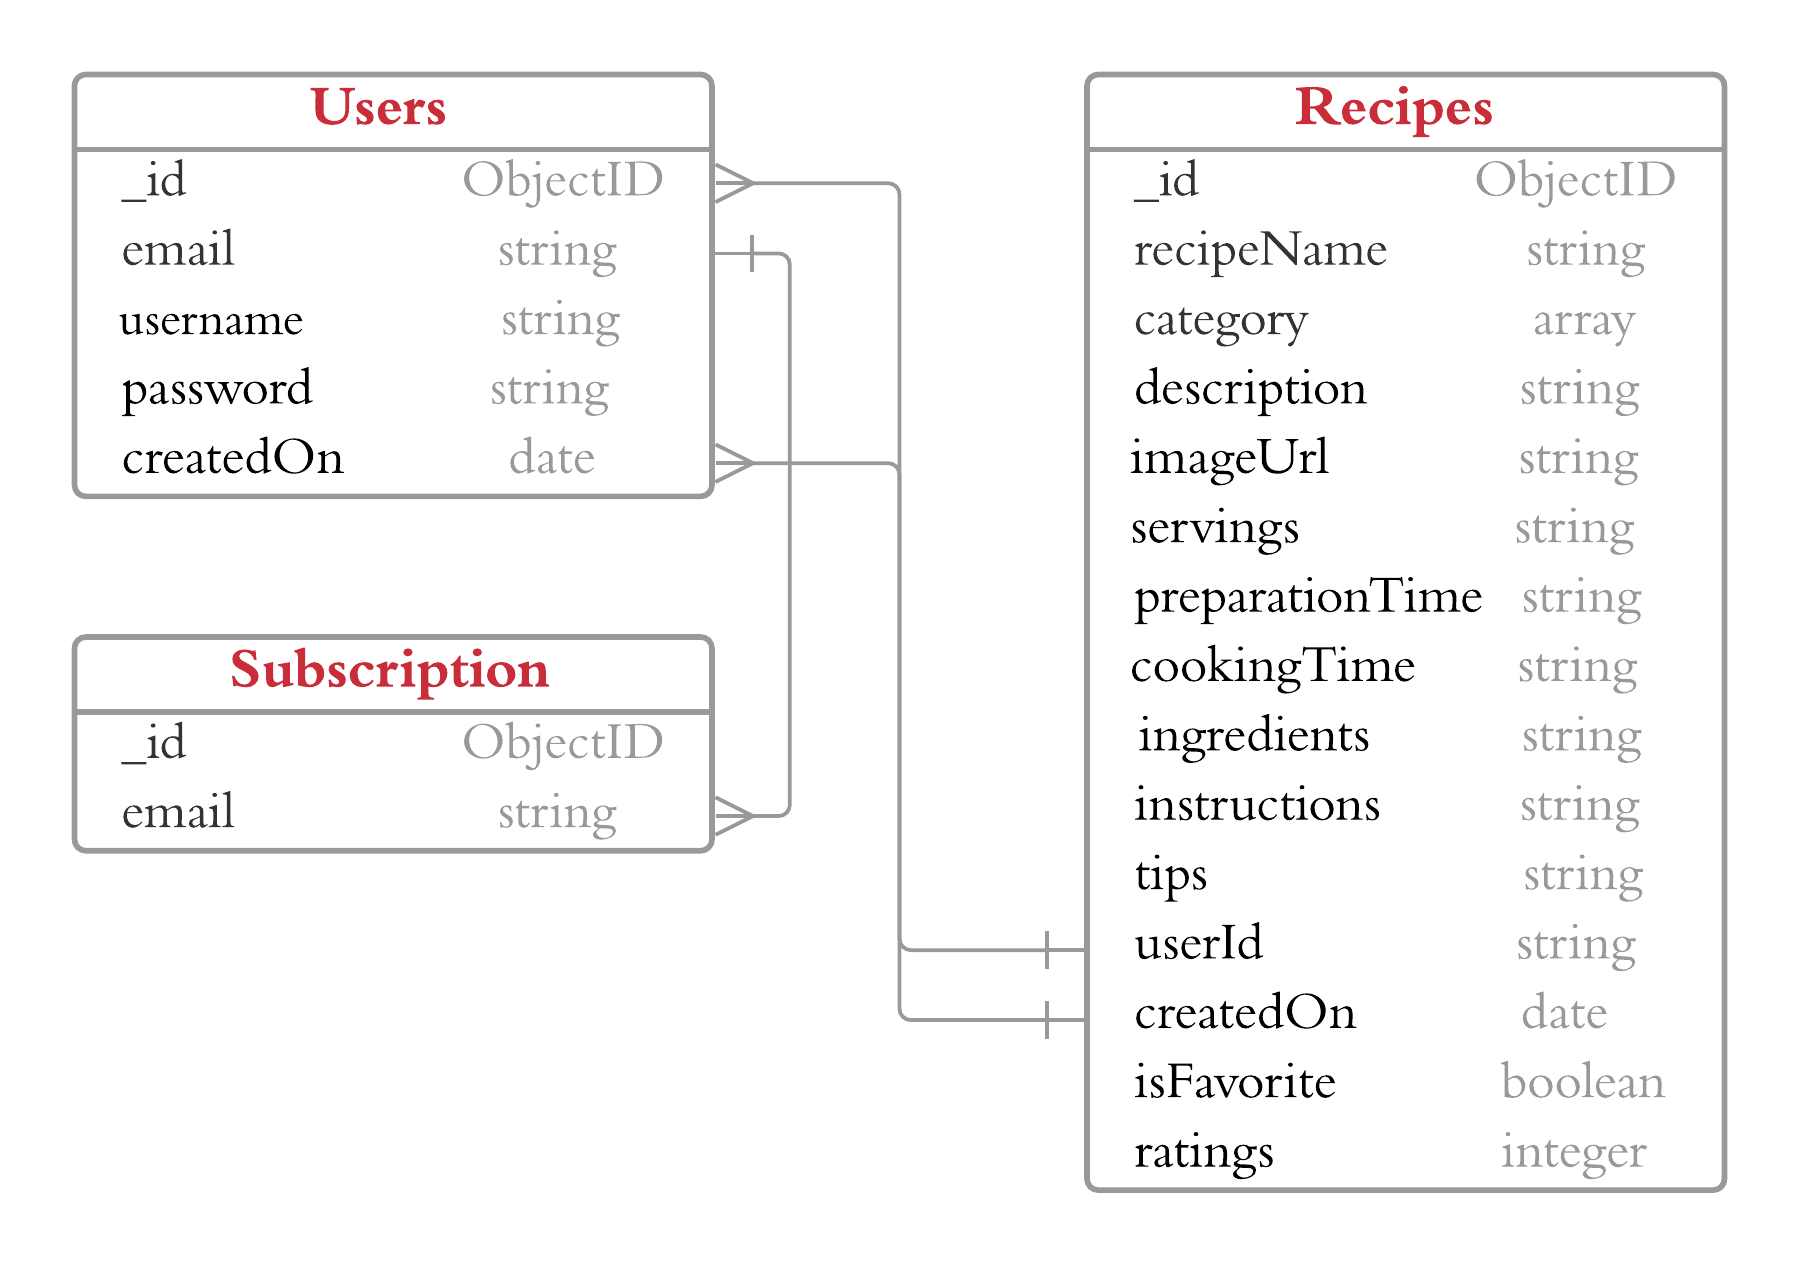 Users
_id ObjectID
email string
username string
password string
createdOn date
Subscription
_id ObjectID
email string
Recipes
_id ObjectID
recipeName string
category array
description string
imageUrl string
servings string
preparationTime string
cookingTime string
ingredients string
instructions string
tips string
userId string
createdOn date
isFavorite boolean
ratings integer